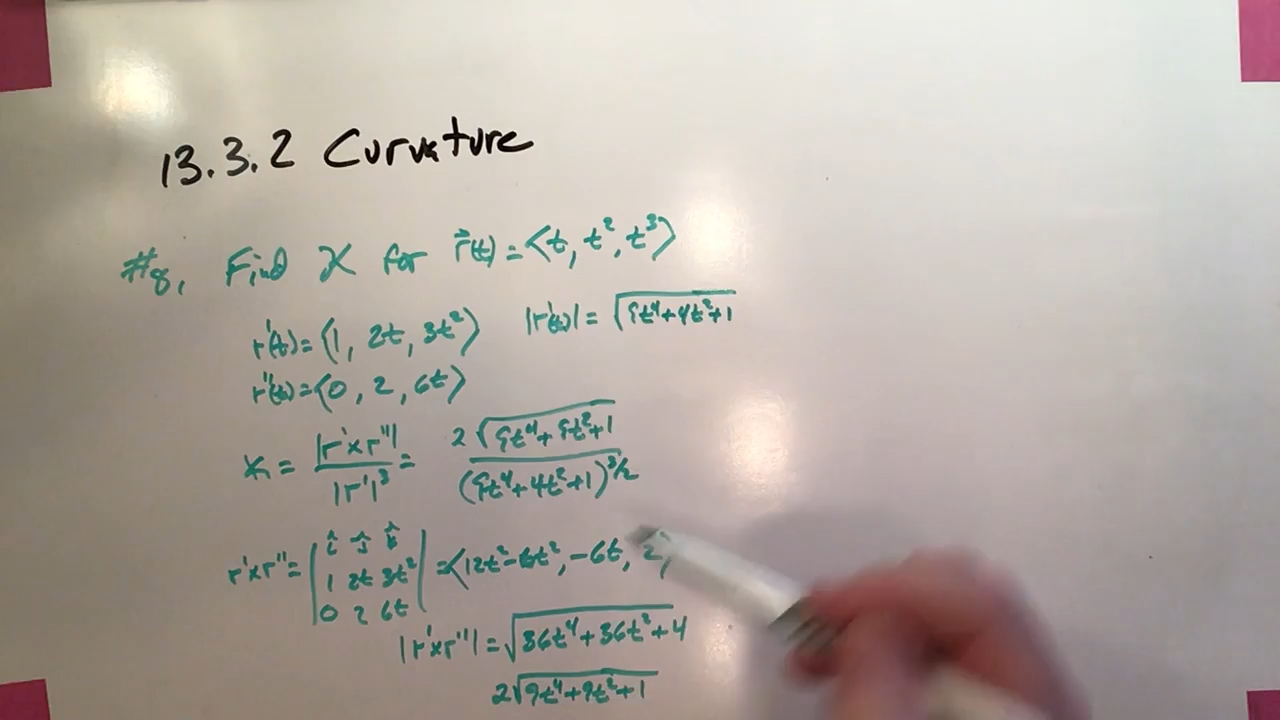 13.3.2 Curvature
#8, Find K for r⃗(t) = ⟨t, t², t³⟩
r'(t) = ⟨1, 2t, 3t²⟩ |r'(t)| = √(9t⁴+4t²+1)
r''(t) = ⟨0, 2, 6t⟩
K = |r'×r''| / |r'|³ = 2√(9t⁴+9t²+1) / (9t⁴+4t²+1)^(3/2)
r'×r'' = | î ĵ k̂ ; 1 2t 3t² ; 0 2 6t | = ⟨12t²-6t², -6t, 2⟩
|r'×r''| = √(36t⁴+36t²+4)
2√(9t⁴+9t²+1)